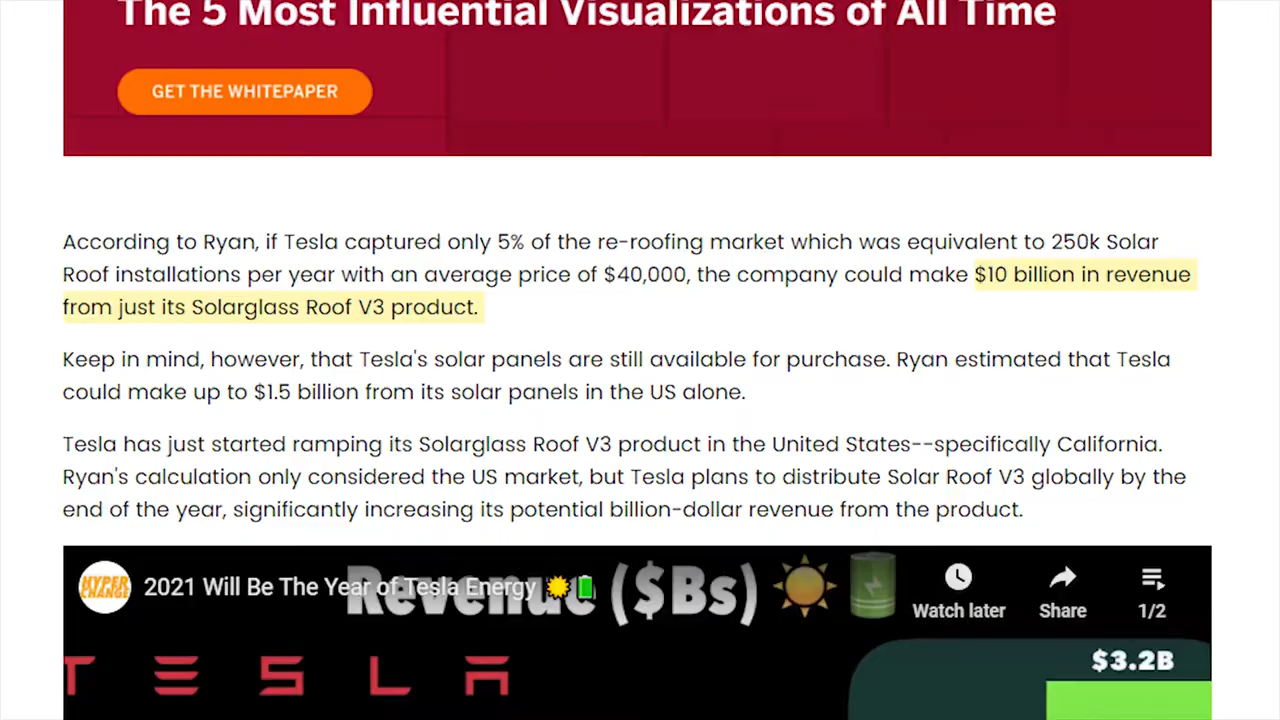 The 5 Most Influential Visualizations of All Time
GET THE WHITEPAPER
According to Ryan, if Tesla captured only 5% of the re-roofing market which was equivalent to 250k Solar
Roof installations per year with an average price of $40,000, the company could make $10 billion in revenue
from just its Solarglass Roof V3 product.
Keep in mind, however, that Tesla's solar panels are still available for purchase. Ryan estimated that Tesla
could make up to $1.5 billion from its solar panels in the US alone.
Tesla has just started ramping its Solarglass Roof V3 product in the United States--specifically California.
Ryan's calculation only considered the US market, but Tesla plans to distribute Solar Roof V3 globally by the
end of the year, significantly increasing its potential billion-dollar revenue from the product.
HYPER
CHANGE
2021 Will Be The Year of Tesla Energy
Revenue ($Bs)
Watch later
Share
1/2
TESLA
$3.2B